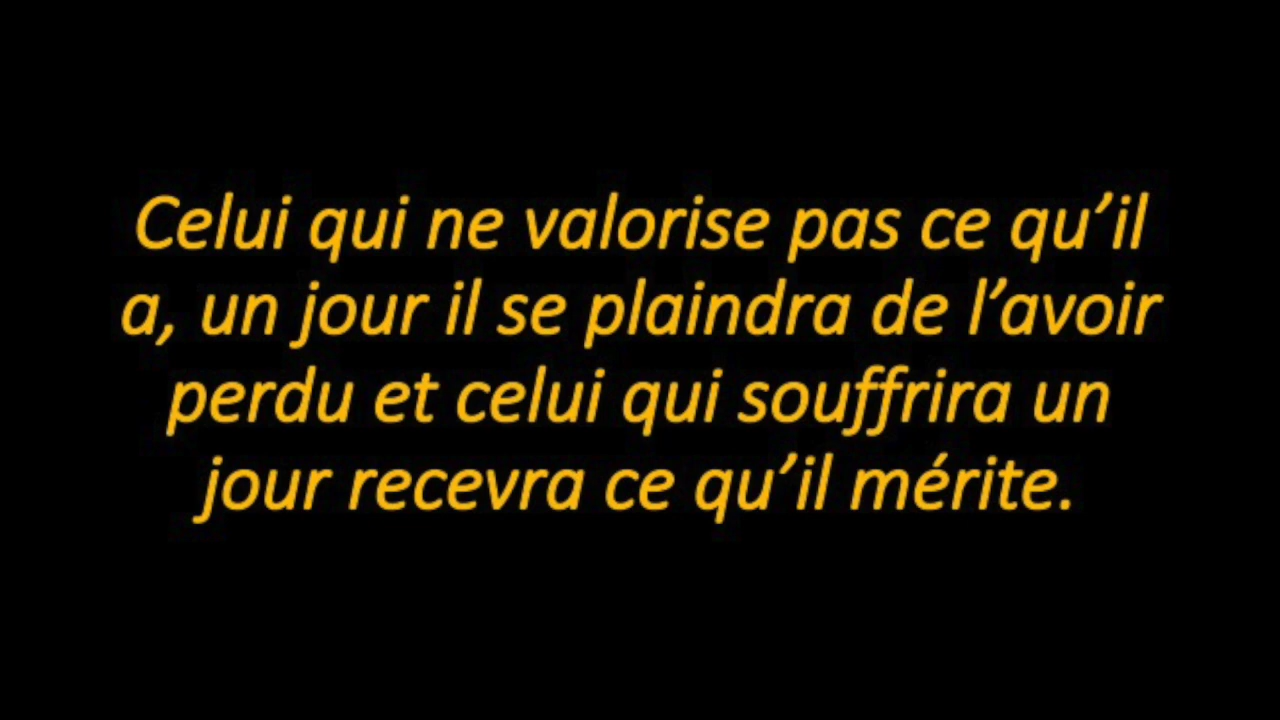 Celui qui ne valorise pas ce qu’il
a, un jour il se plaindra de l’avoir
perdu et celui qui souffrira un
jour recevra ce qu’il mérite.